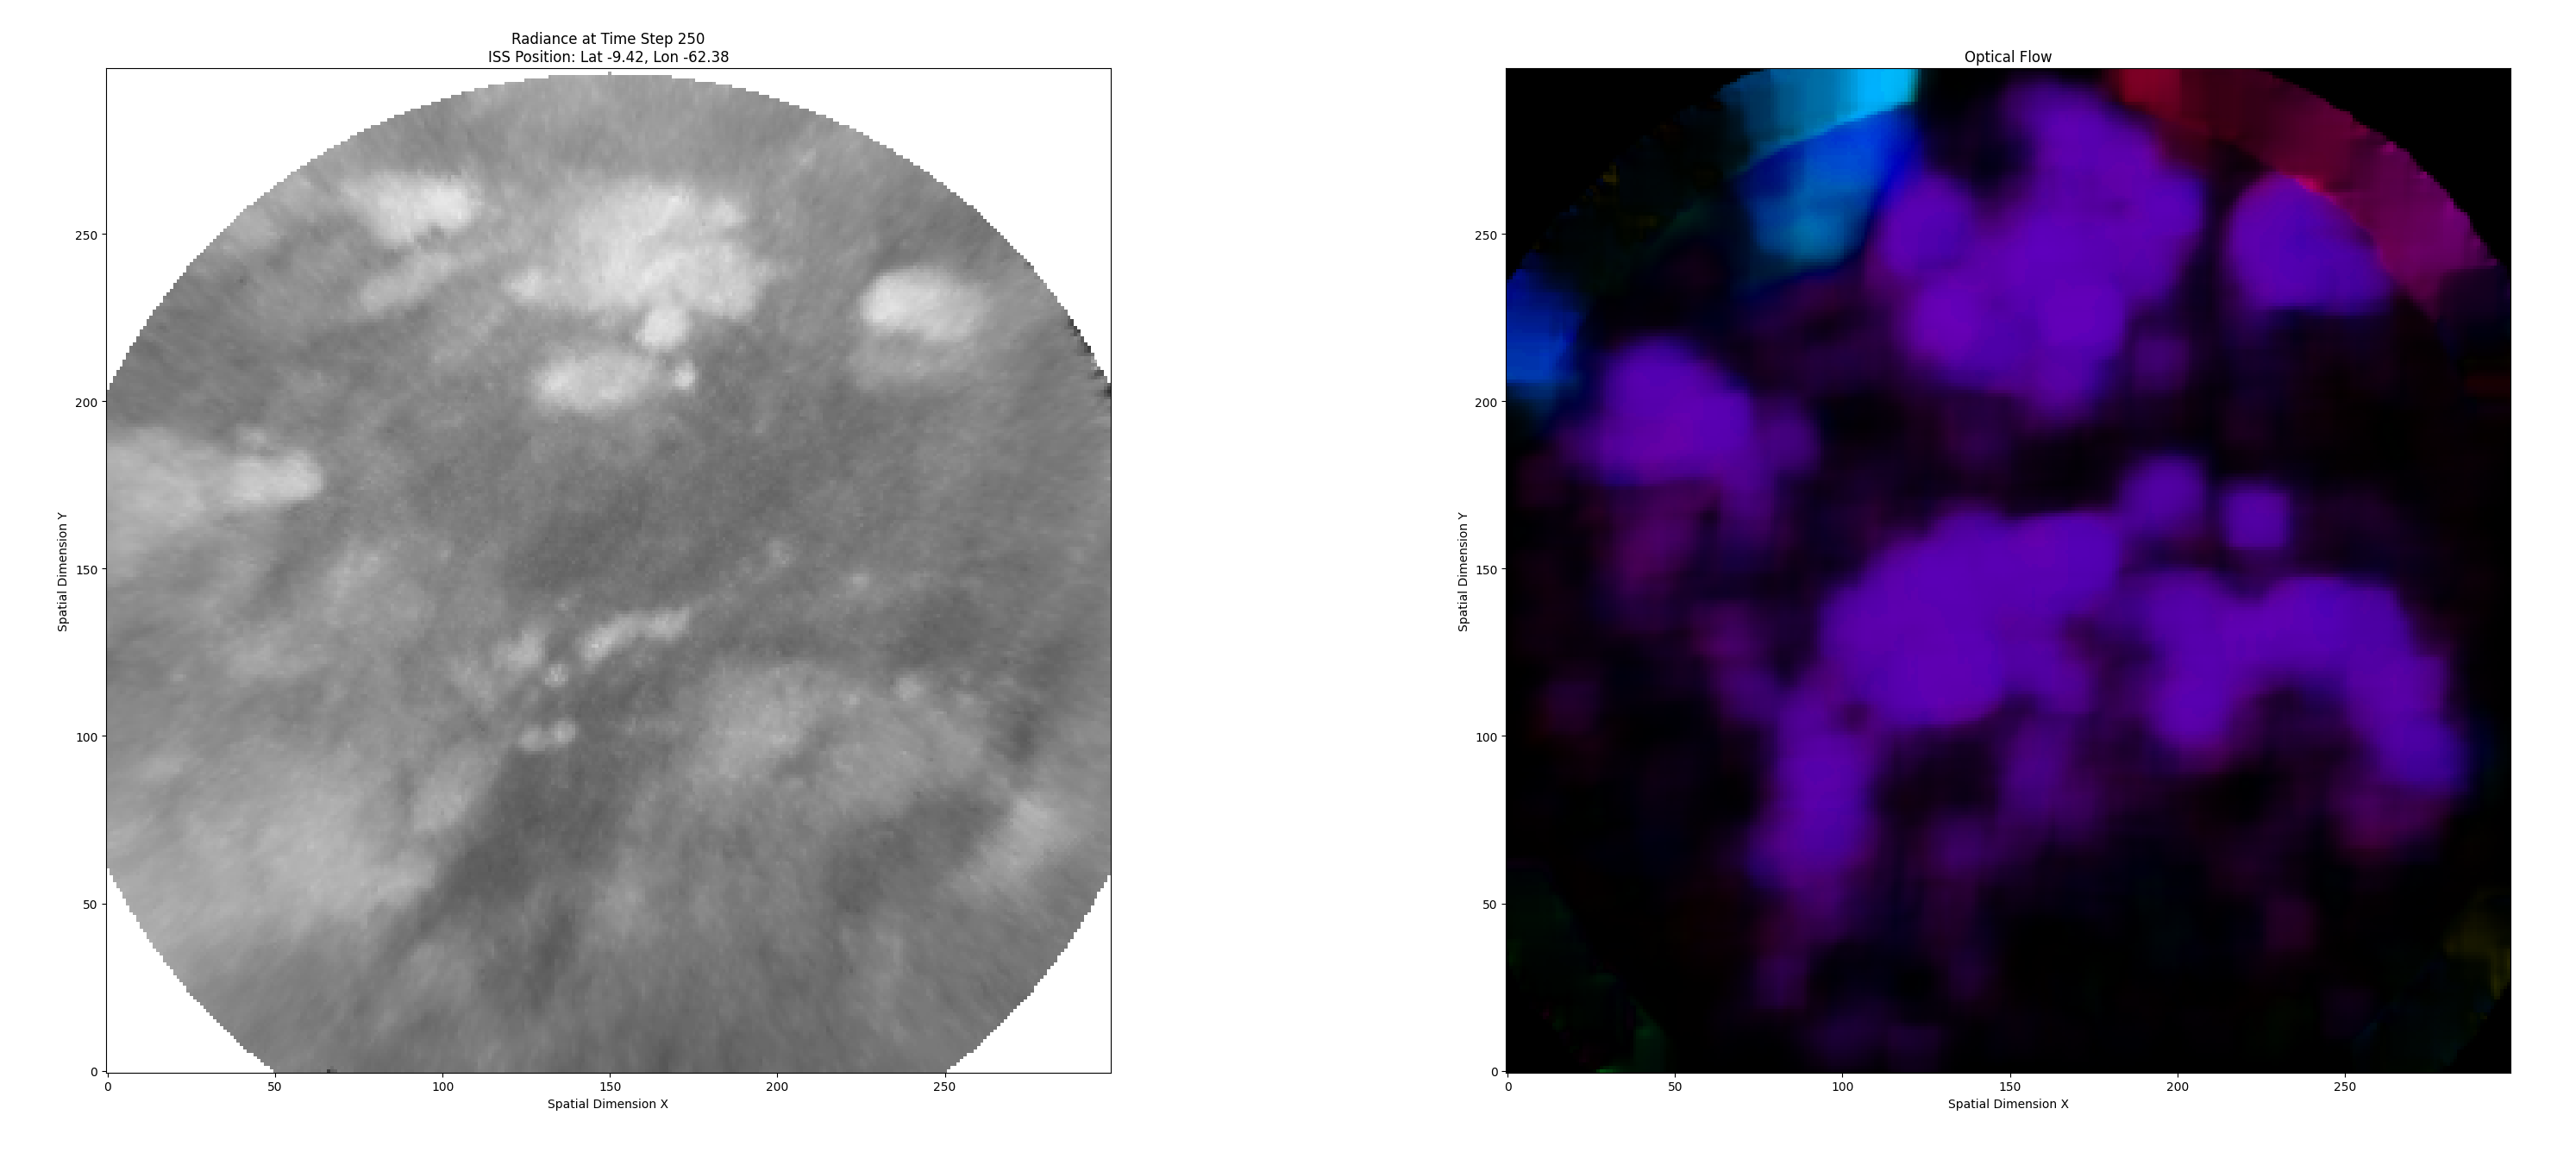 Radiance at Time Step 250
ISS Position: Lat -9.42, Lon -62.38
Spatial Dimension Y
250
200
150
100
50
0
0 50 100 150 200 250
Spatial Dimension X
Optical Flow
Spatial Dimension Y
250
200
150
100
50
0
0 50 100 150 200 250
Spatial Dimension X